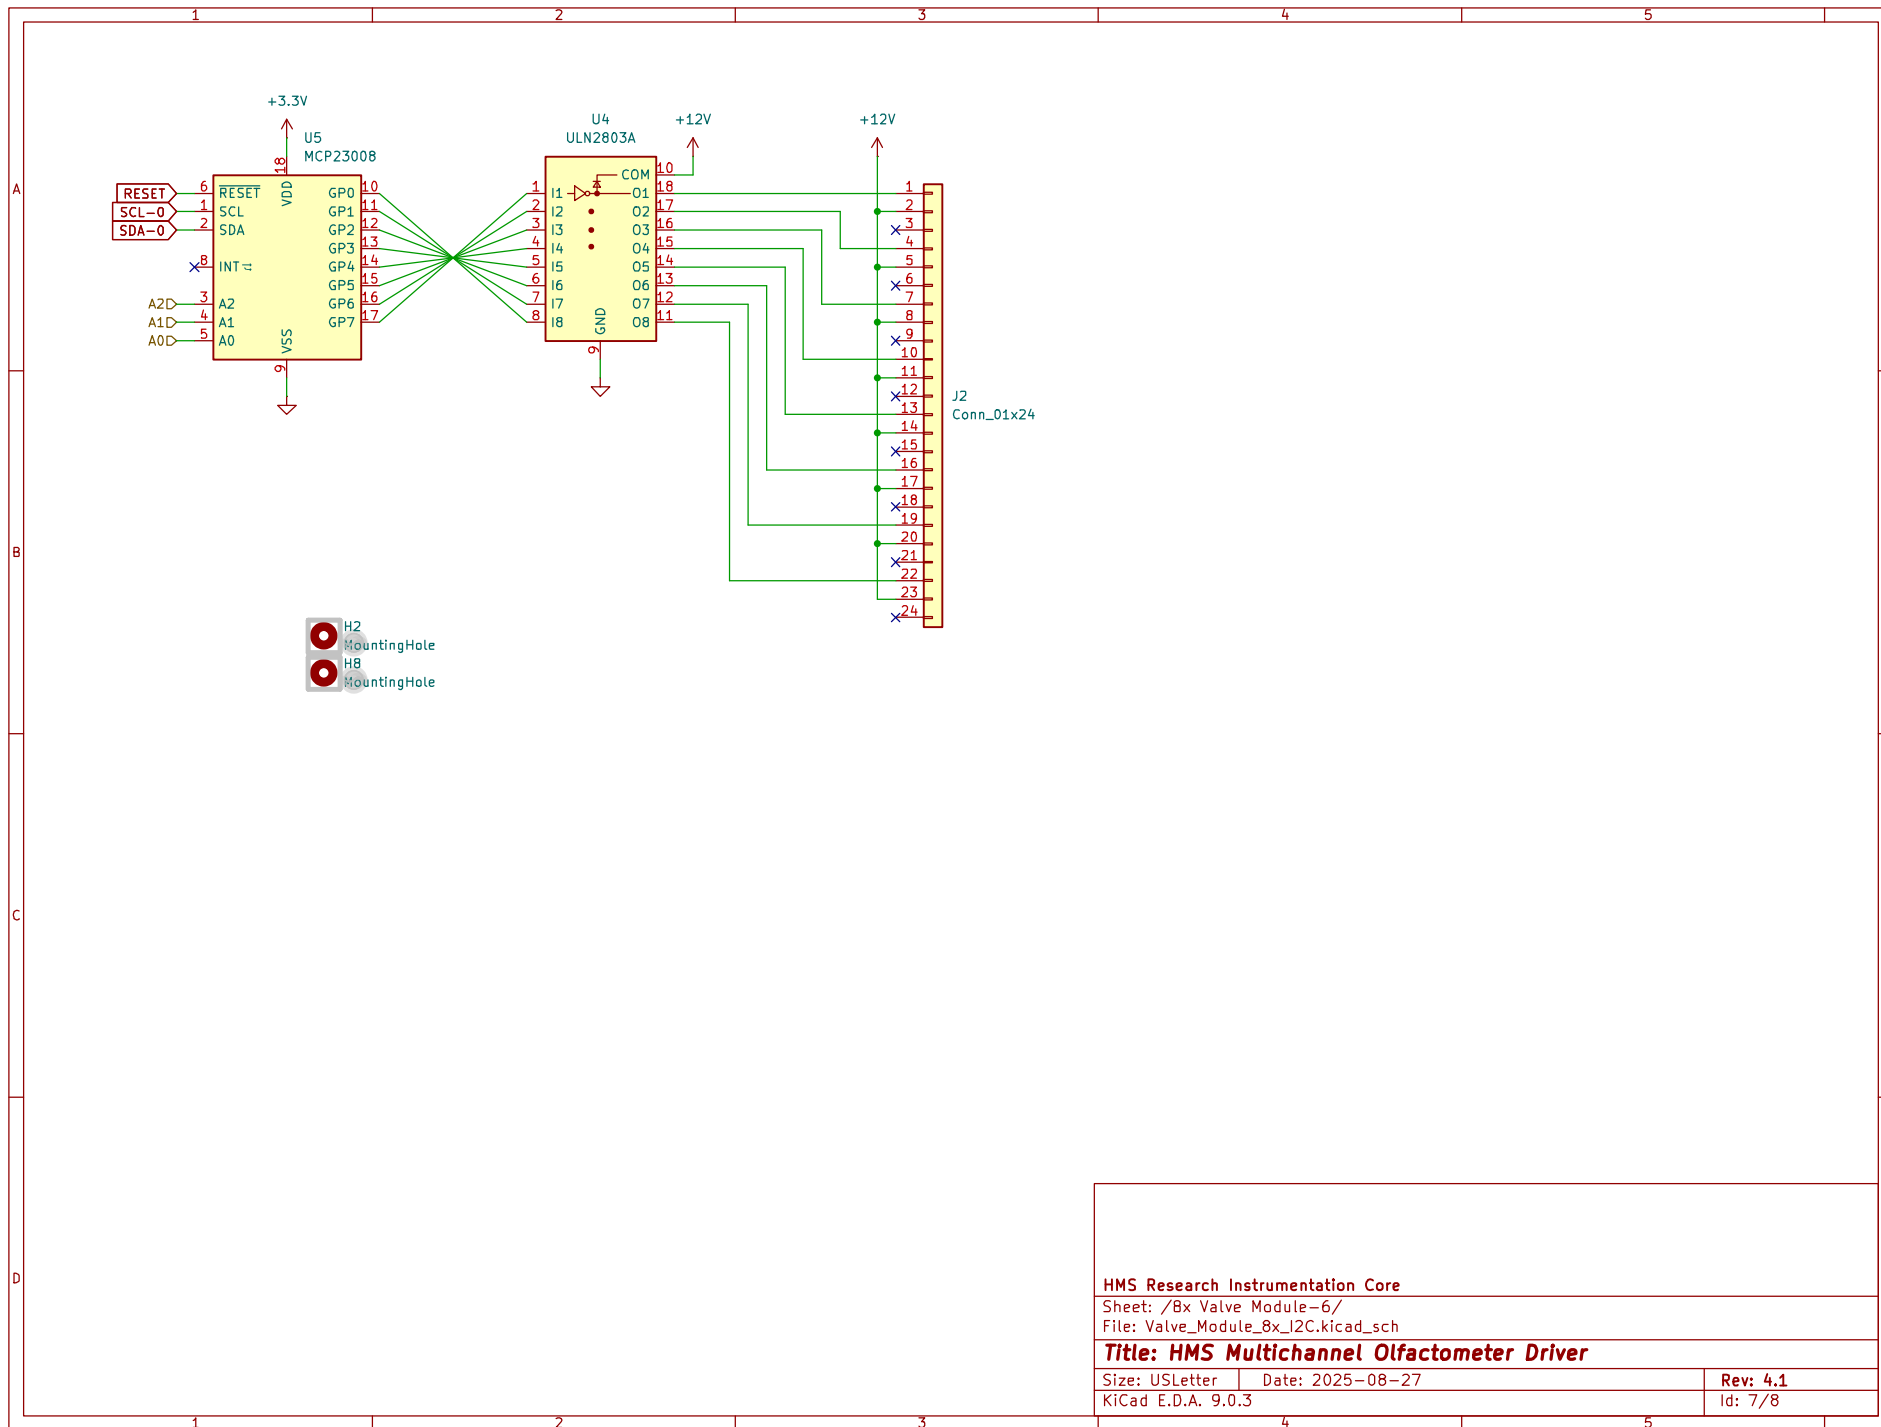 1 2 3 4 5
A
B
C
D
+3.3V
U5
MCP23008
18
VDD
RESET
SCL-0
SDA-0
A2
A1
A0
6 RESET
1 SCL
2 SDA
8 INT
3 A2
4 A1
5 A0
VSS
9
GP0 10
GP1 11
GP2 12
GP3 13
GP4 14
GP5 15
GP6 16
GP7 17
U4
ULN2803A
1 I1
2 I2
3 I3
4 I4
5 I5
6 I6
7 I7
8 I8
GND
9
COM 10
O1 18
O2 17
O3 16
O4 15
O5 14
O6 13
O7 12
O8 11
+12V
+12V
1
2
3
4
5
6
7
8
9
10
11
12
13
14
15
16
17
18
19
20
21
22
23
24
J2
Conn_01x24
H2
MountingHole
H8
MountingHole
HMS Research Instrumentation Core
Sheet: /8x Valve Module-6/
File: Valve_Module_8x_I2C.kicad_sch
Title: HMS Multichannel Olfactometer Driver
Size: USLetter Date: 2025-08-27 Rev: 4.1
KiCad E.D.A. 9.0.3 Id: 7/8
1 2 3 4 5